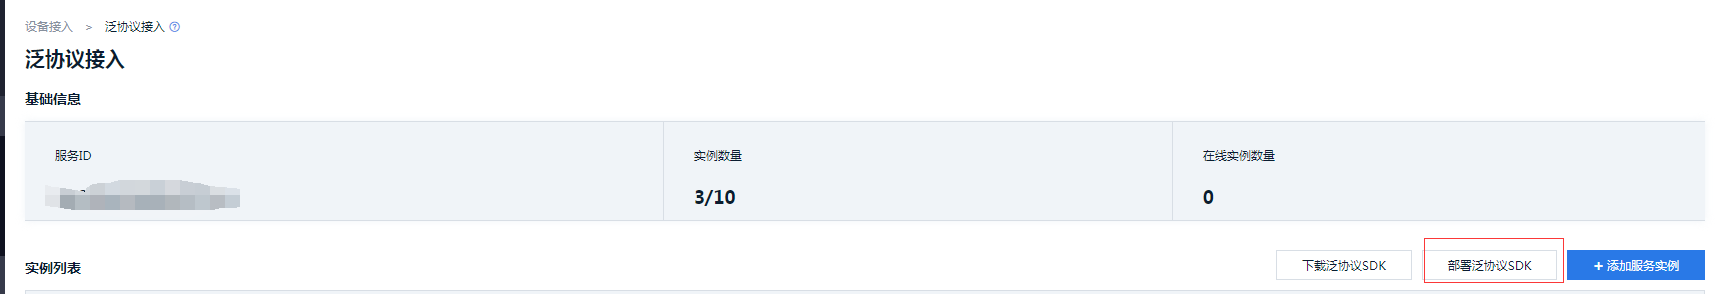 设备接入 > 泛协议接入 ?
泛协议接入
基础信息
服务ID 实例数量 在线实例数量
3/10 0
实例列表 下载泛协议SDK 部署泛协议SDK + 添加服务实例